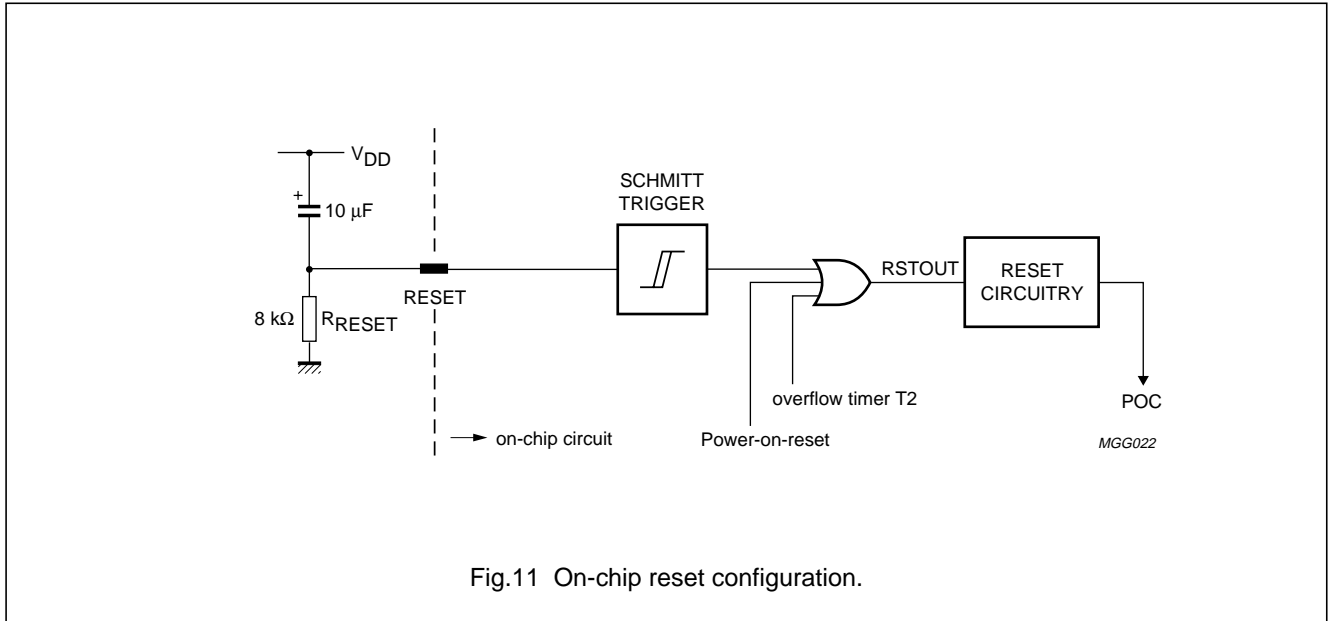 VDD
+
10 µF
8 kΩ
RRESET
RESET
on-chip circuit
SCHMITT
TRIGGER
RSTOUT
RESET
CIRCUITRY
overflow timer T2
Power-on-reset
POC
MGG022
Fig.11 On-chip reset configuration.